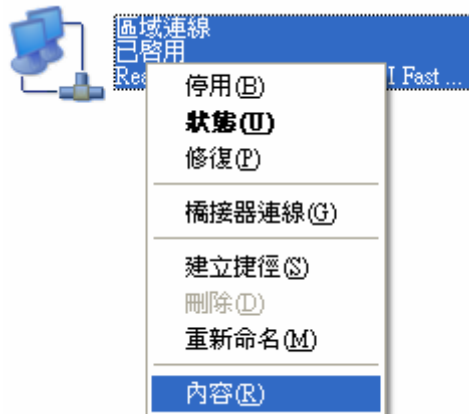 區域連線
已啓用
Rea I Fast ...
停用(B)
狀態(U)
修復(P)
橋接器連線(G)
建立捷徑(S)
刪除(D)
重新命名(M)
內容(R)